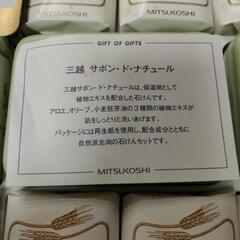 MITSUKOSHI
GIFT OF GIFTS
三越 サボン・ド・ナチュール
三越サボン・ド・ナチュールは、保湿剤として
植物エキスを配合した石けんです。
アロエ、オリーブ、小麦胚芽油の3種類の植物エキスが
肌をしっとりと洗いあげます。
パッケージには再生紙を使用し、配合成分とともに
自然派志向の石けんセットです。
MITSUKOSHI